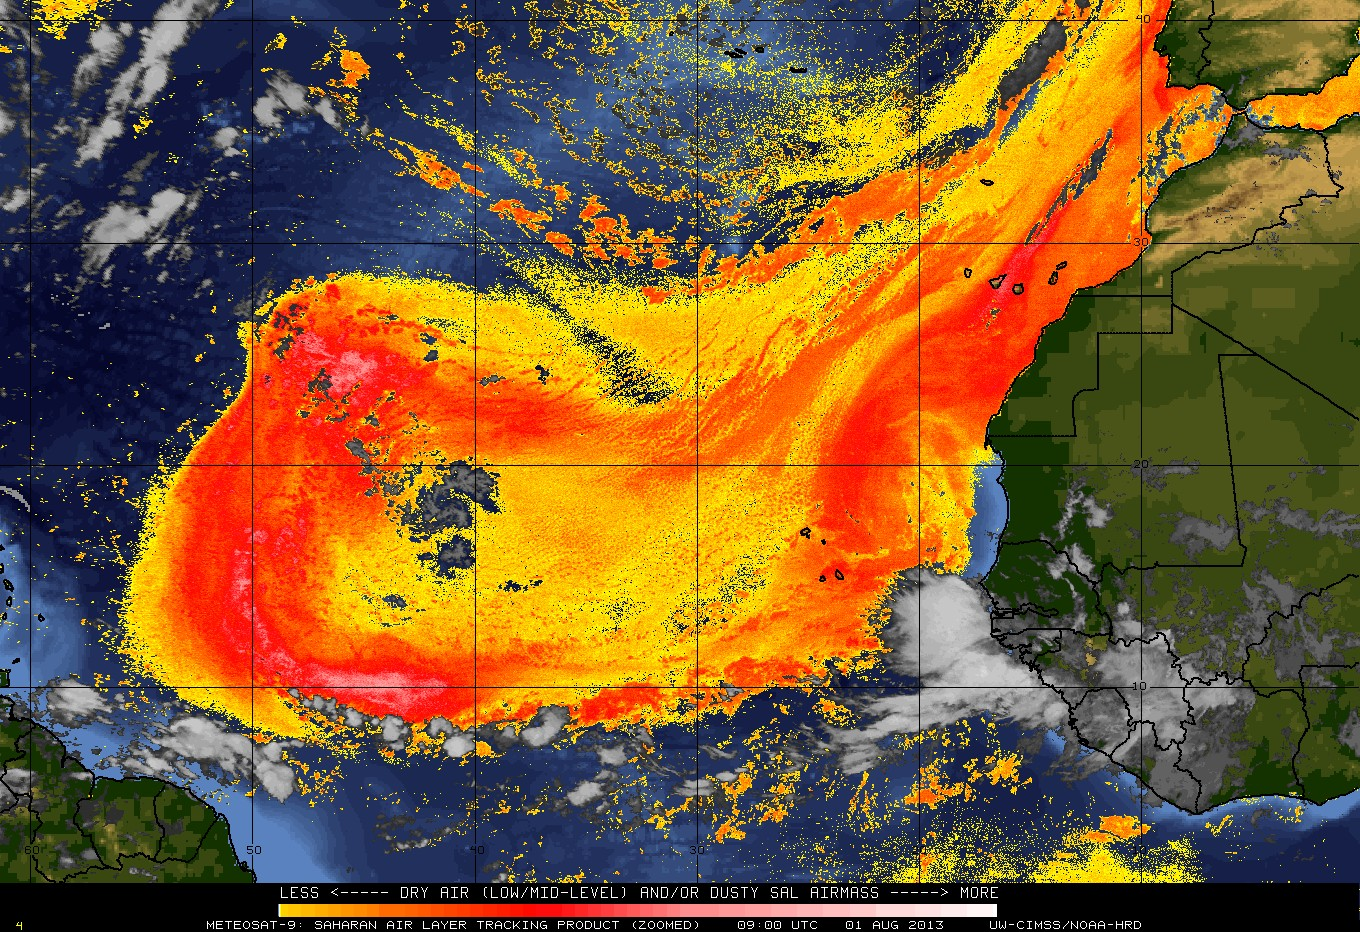 40
30
20
10
60 50 40 30
LESS <----- DRY AIR (LOW/MID-LEVEL) AND/OR DUSTY SAL AIRMASS -----> MORE
4 METEOSAT-9: SAHARAN AIR LAYER TRACKING PRODUCT (ZOOMED) 09:00 UTC 01 AUG 2013 UW-CIMSS/NOAA-HRD